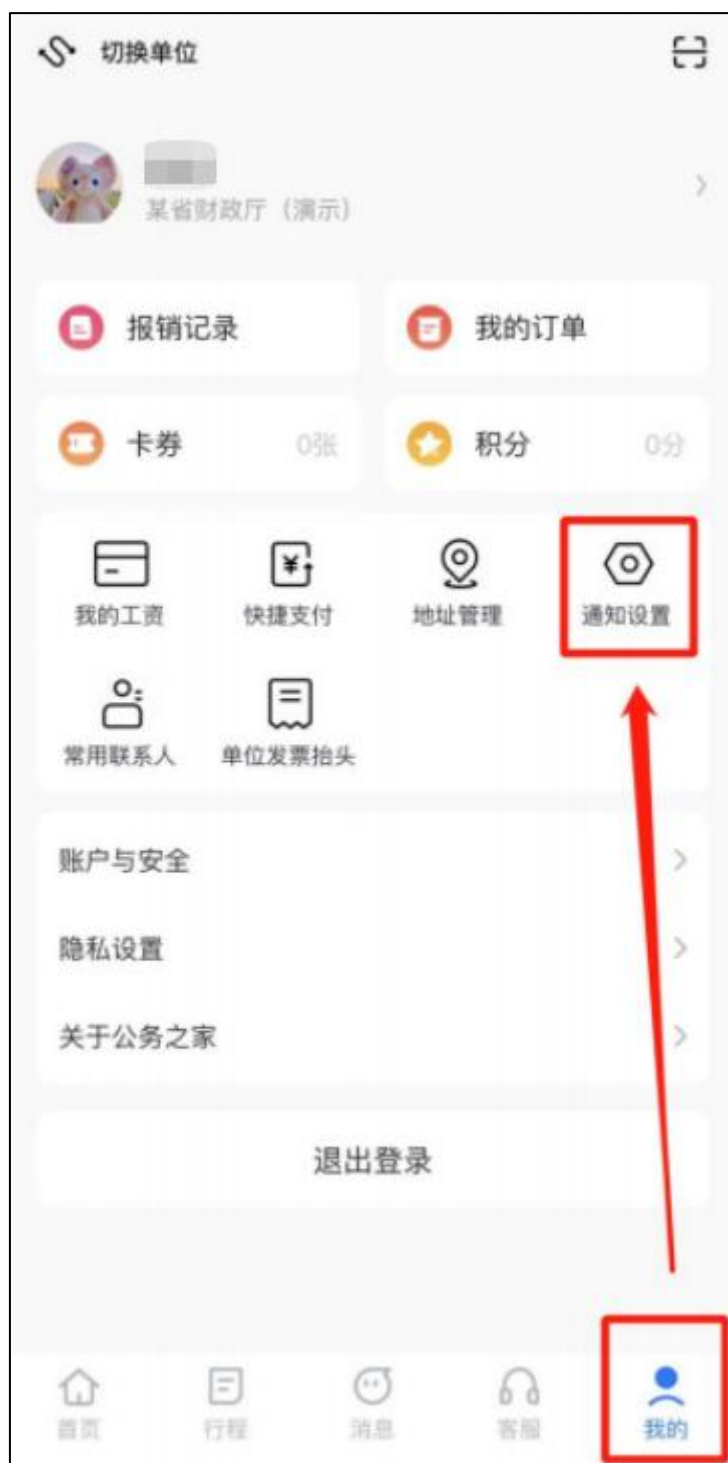 切换单位
某省财政厅（演示）
报销记录 我的订单
卡券 0张 积分 0分
我的工资 快捷支付 地址管理 通知设置
常用联系人 单位发票抬头
账户与安全
隐私设置
关于公务之家
退出登录
首页 行程 消息 客服 我的